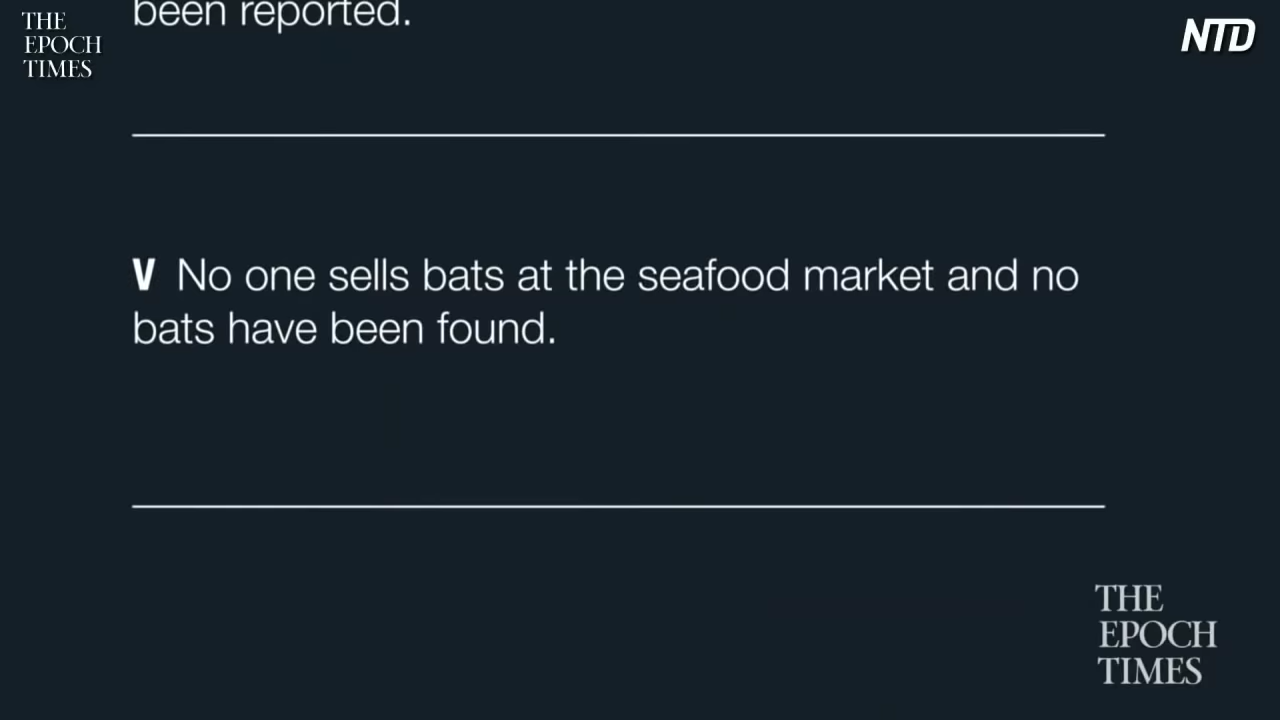 THE
EPOCH
TIMES
been reported.
NTD
V No one sells bats at the seafood market and no
bats have been found.
THE
EPOCH
TIMES